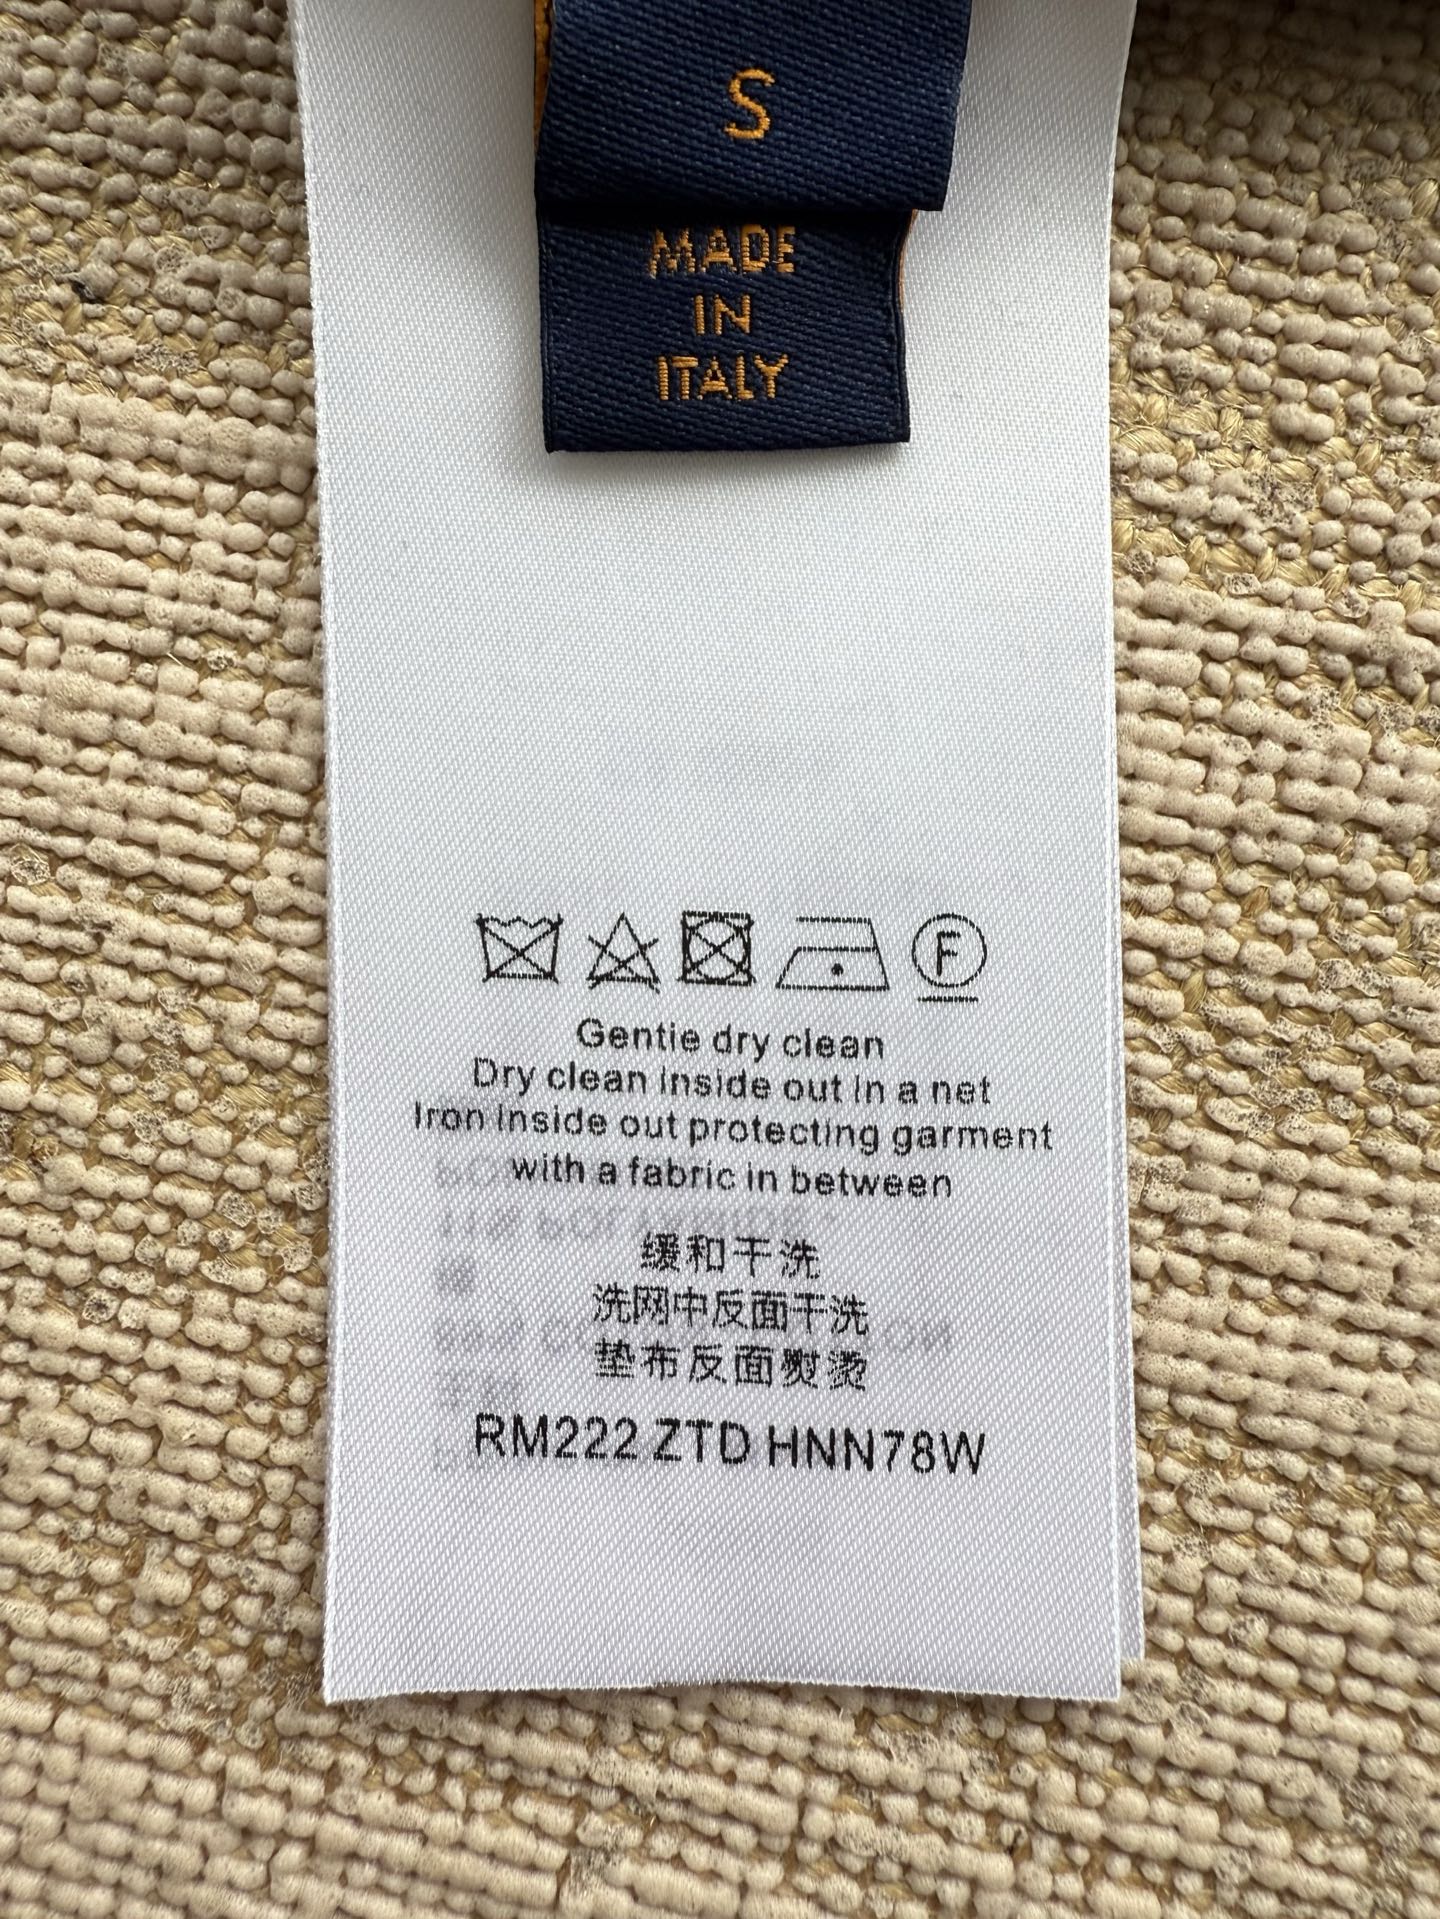 S
MADE
IN
ITALY
F
Gentie dry clean
Dry clean inside out in a net
Iron inside out protecting garment
with a fabric in between
缓和干洗
洗网中反面干洗
垫布反面熨烫
RM222 ZTD HNN78W